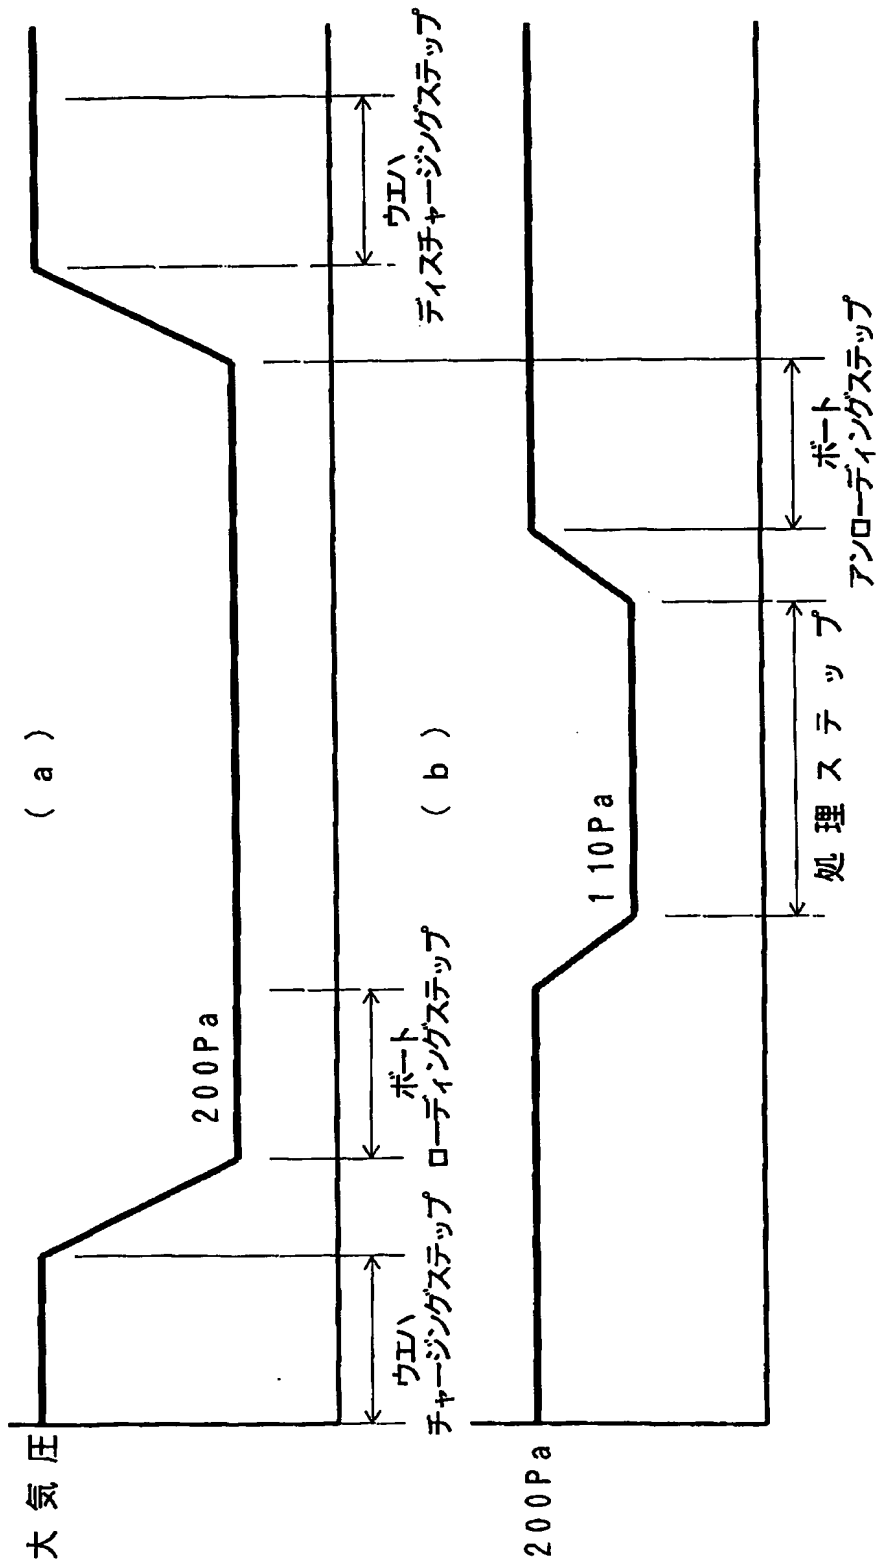 (a)
大気圧
200Pa
ウエハ
チャージングステップ
ボート
ローディングステップ
ウエハ
ディスチャージングステップ
(b)
200Pa
110Pa
処理ステップ
ボート
アンローディングステップ